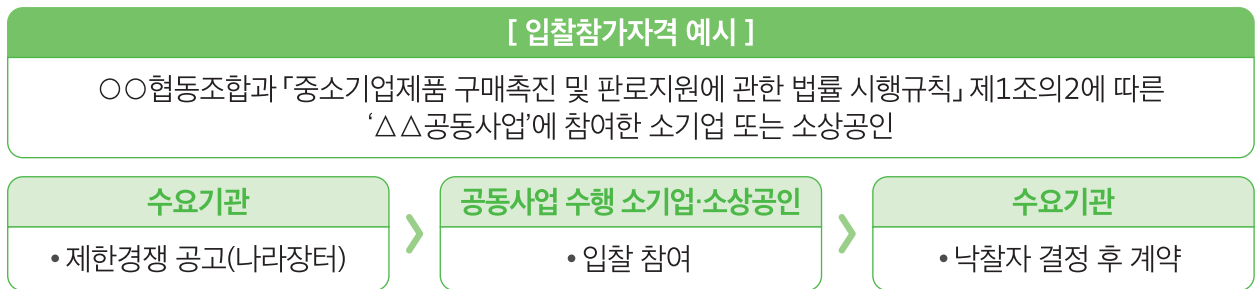 [ 입찰참가자격 예시 ]
○○협동조합과 「중소기업제품 구매촉진 및 판로지원에 관한 법률 시행규칙」 제1조의2에 따른
‘△△공동사업’에 참여한 소기업 또는 소상공인
수요기관
• 제한경쟁 공고(나라장터)
공동사업 수행 소기업·소상공인
• 입찰 참여
수요기관
• 낙찰자 결정 후 계약